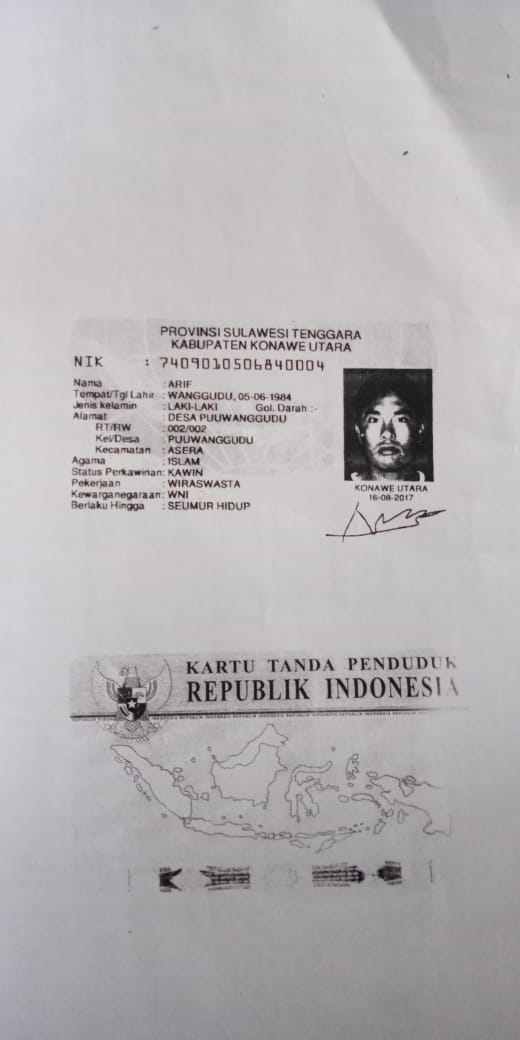 PROVINSI SULAWESI TENGGARA
KABUPATEN KONAWE UTARA
NIK : 7409010506840004
Nama : ARIF
Tempat/Tgl Lahir : WANGGUDU, 05-06-1984
Jenis kelamin : LAKI-LAKI Gol. Darah :-
Alamat : DESA PUUWANGGUDU
RT/RW : 002/002
Kel/Desa : PUUWANGGUDU
Kecamatan : ASERA
Agama : ISLAM
Status Perkawinan: KAWIN
Pekerjaan : WIRASWASTA
Kewarganegaraan: WNI
Berlaku Hingga : SEUMUR HIDUP
KONAWE UTARA
16-08-2017
KARTU TANDA PENDUDUK
REPUBLIK INDONESIA